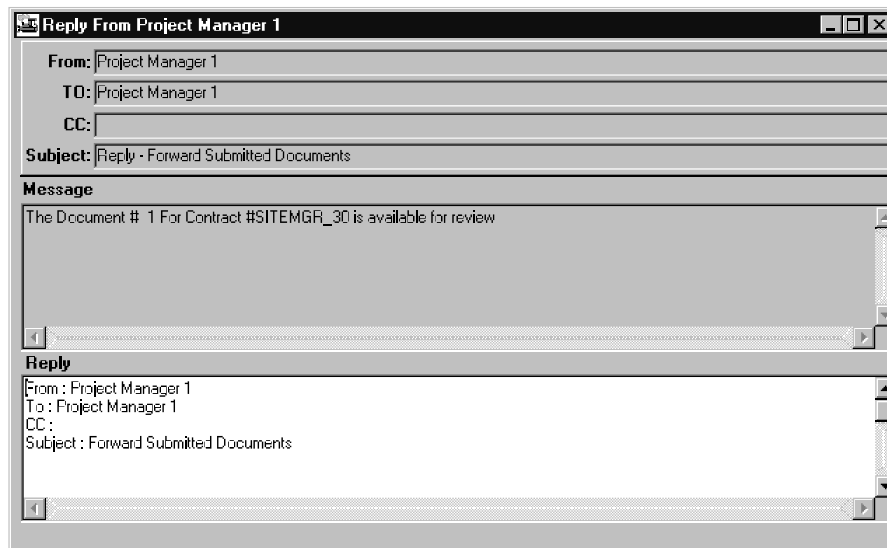 Reply From Project Manager 1
From: Project Manager 1
TO: Project Manager 1
CC:
Subject: Reply - Forward Submitted Documents
Message
The Document # 1 For Contract #SITEMGR_30 is available for review
Reply
From : Project Manager 1
To : Project Manager 1
CC :
Subject : Forward Submitted Documents